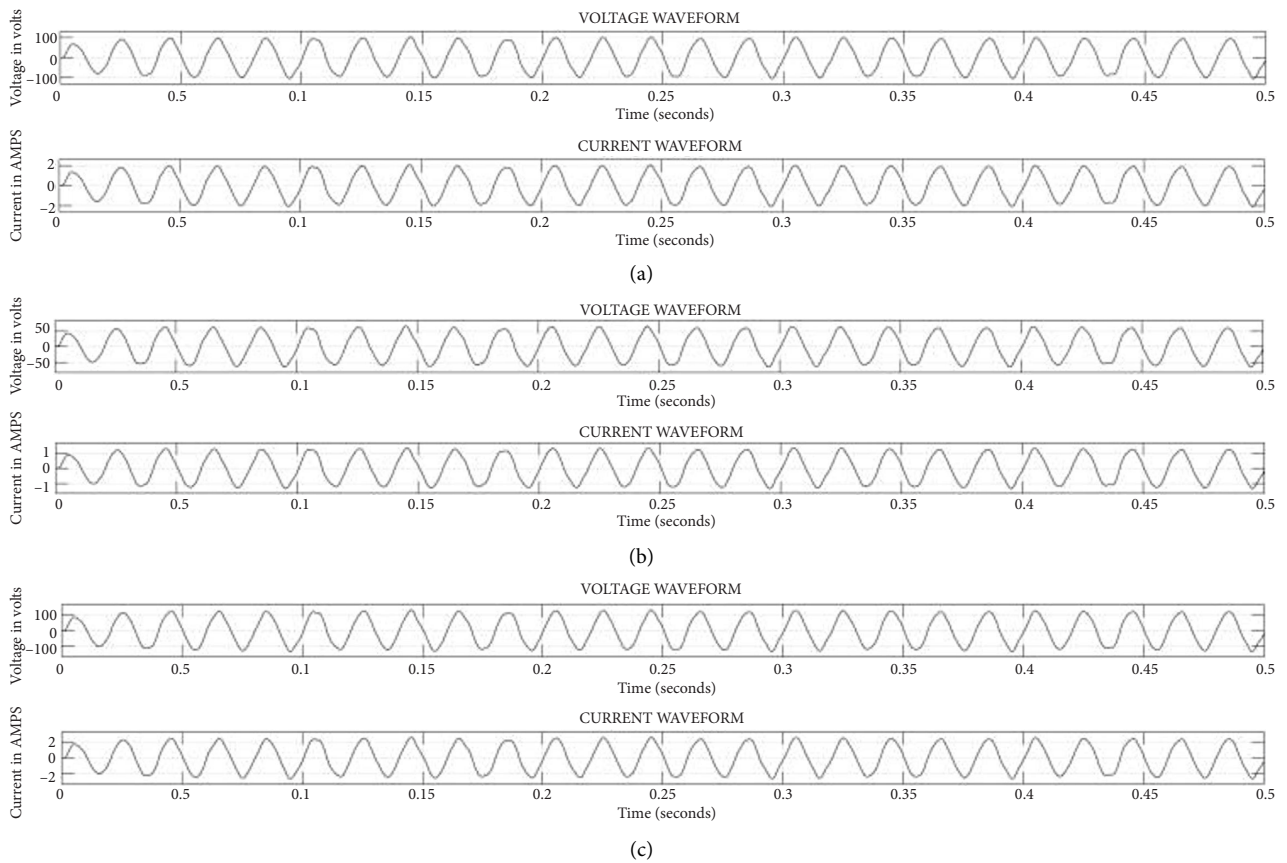 VOLTAGE WAVEFORM
Voltage in volts
100
0
−100
0 0.5 0.1 0.15 0.2 0.25 0.3 0.35 0.4 0.45 0.5
Time (seconds)
CURRENT WAVEFORM
Current in AMPS
2
0
−2
0 0.5 0.1 0.15 0.2 0.25 0.3 0.35 0.4 0.45 0.5
Time (seconds)
(a)
VOLTAGE WAVEFORM
Voltage in volts
50
0
−50
0 0.5 0.1 0.15 0.2 0.25 0.3 0.35 0.4 0.45 0.5
Time (seconds)
CURRENT WAVEFORM
Current in AMPS
1
0
−1
0 0.5 0.1 0.15 0.2 0.25 0.3 0.35 0.4 0.45 0.5
Time (seconds)
(b)
VOLTAGE WAVEFORM
Voltage in volts
100
0
−100
0 0.5 0.1 0.15 0.2 0.25 0.3 0.35 0.4 0.45 0.5
Time (seconds)
CURRENT WAVEFORM
Current in AMPS
2
0
−2
0 0.5 0.1 0.15 0.2 0.25 0.3 0.35 0.4 0.45 0.5
Time (seconds)
(c)